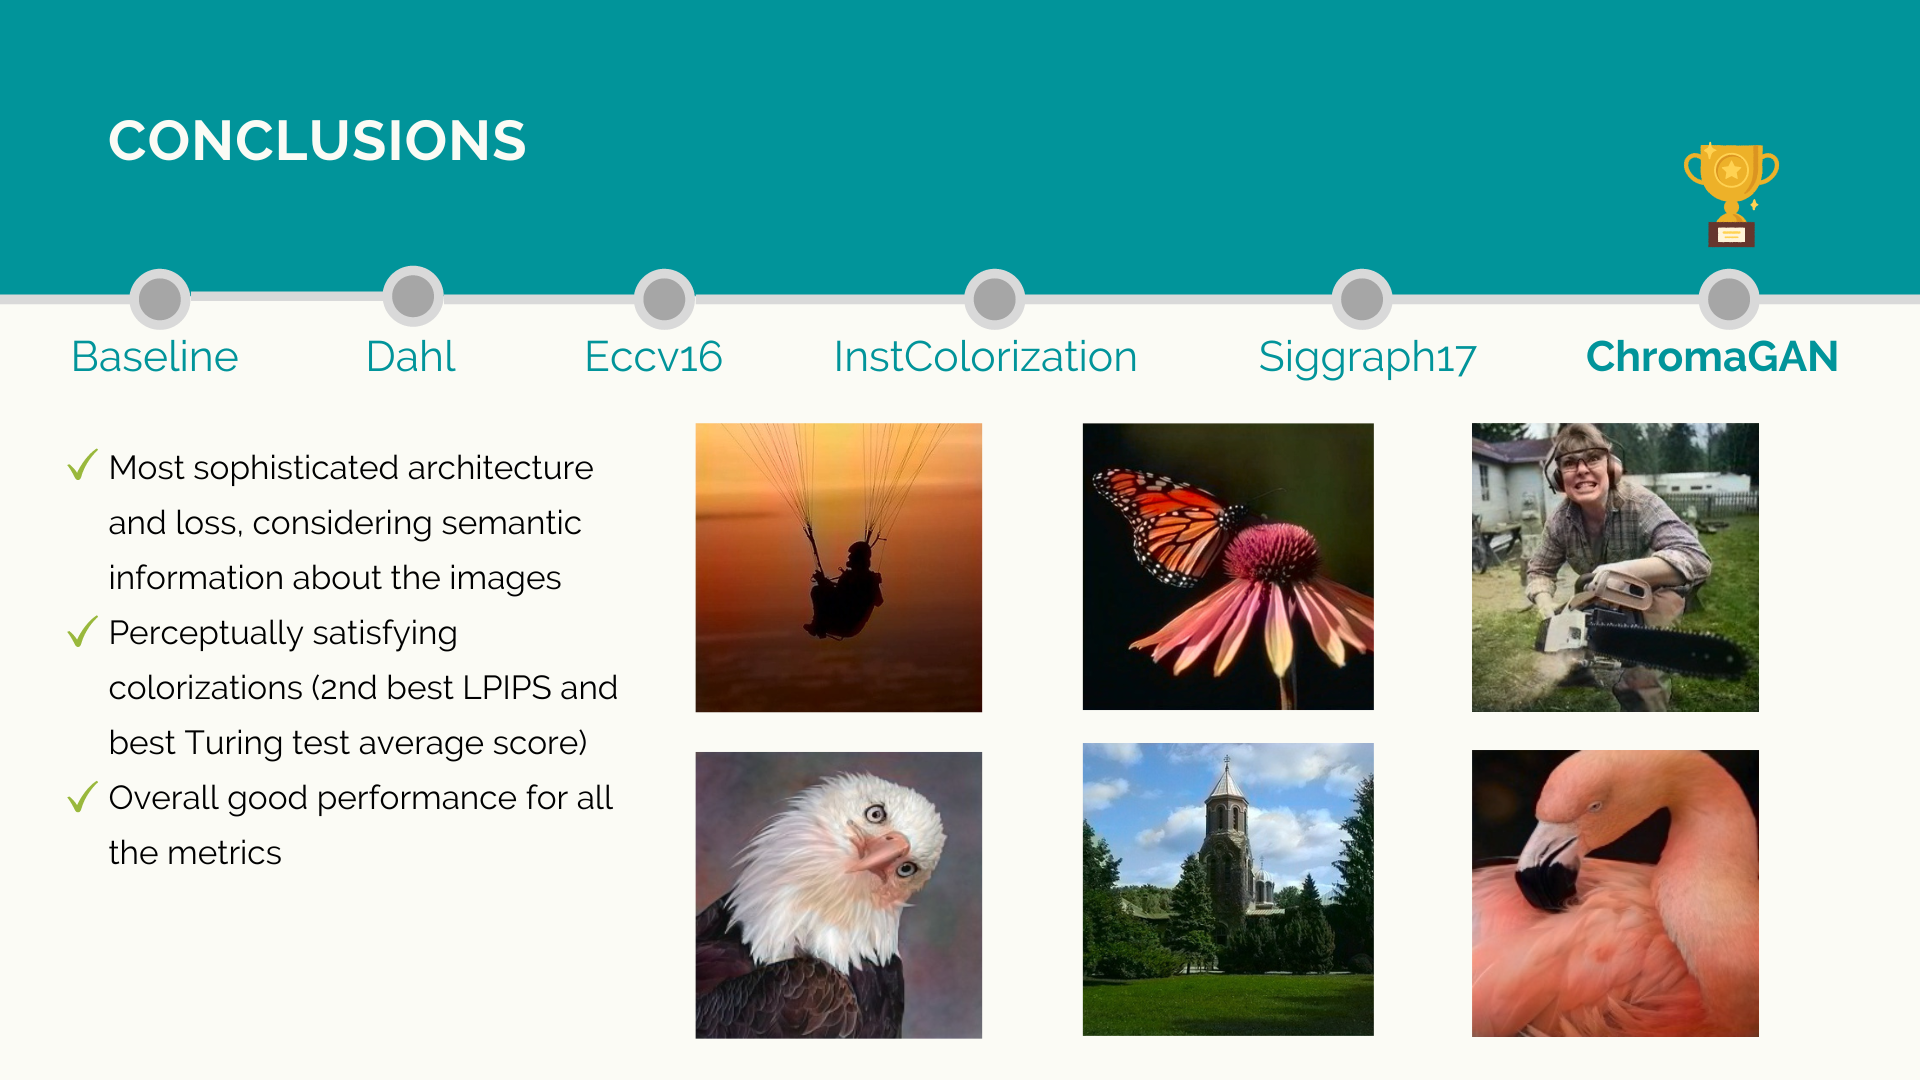 CONCLUSIONS
Baseline
Dahl
Eccv16
InstColorization
Siggraph17
ChromaGAN
Most sophisticated architecture
and loss, considering semantic
information about the images
Perceptually satisfying
colorizations (2nd best LPIPS and
best Turing test average score)
Overall good performance for all
the metrics